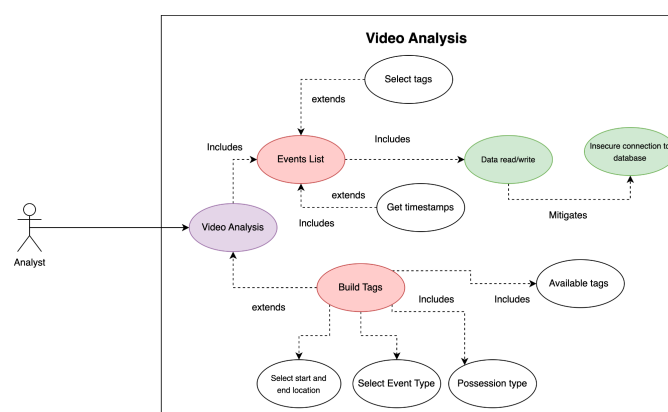 Video Analysis
Select tags
extends
Includes
Includes
Events List
Data read/write
Insecure connection to
database
extends
Get timestamps
Includes
Mitigates
Video Analysis
Analyst
Build Tags
Available tags
extends
Includes
Includes
Select start and
end location
Select Event Type
Possession type